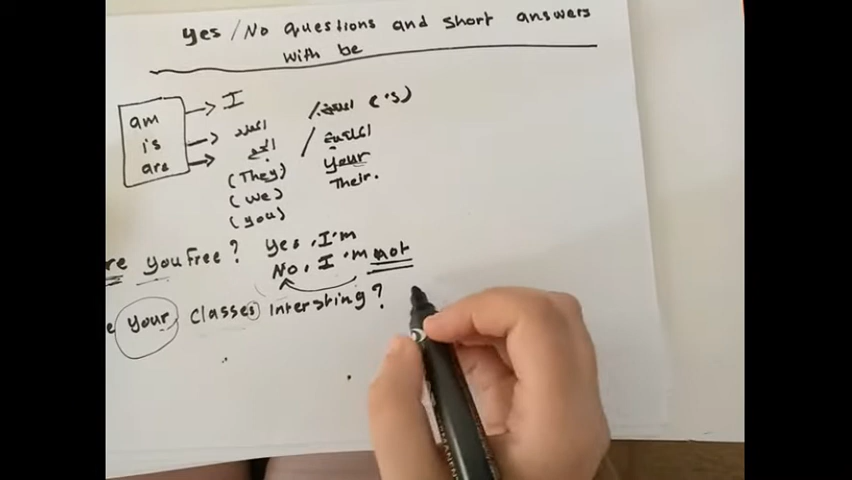 yes / No questions and short answers
with be
am → I
is →
are →
(They)
(we)
(you)
(s')
your
Their.
re you free? yes, I'm
No, I'm not
e your classes intersting?